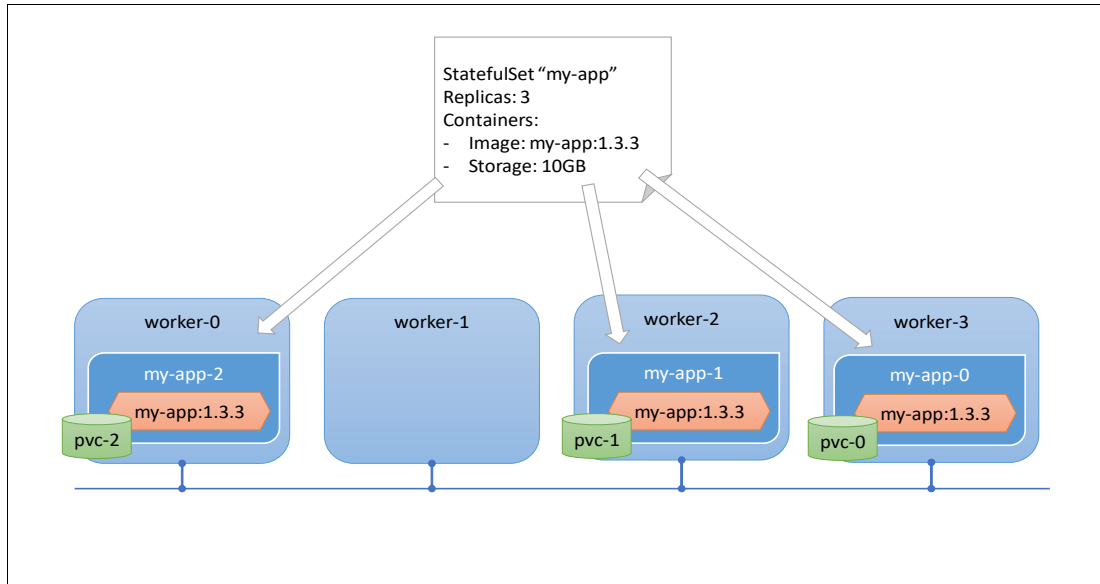 StatefulSet “my-app”
Replicas: 3
Containers:
- Image: my-app:1.3.3
- Storage: 10GB
worker-0
worker-1
worker-2
worker-3
my-app-2
my-app-1
my-app-0
my-app:1.3.3
my-app:1.3.3
my-app:1.3.3
pvc-2
pvc-1
pvc-0